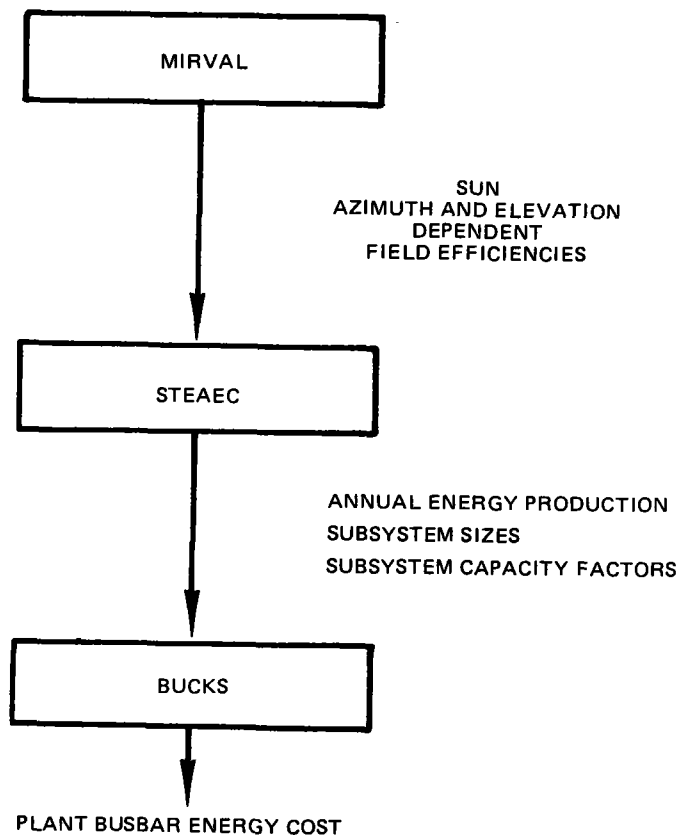 MIRVAL
SUN
AZIMUTH AND ELEVATION
DEPENDENT
FIELD EFFICIENCIES
STEAEC
ANNUAL ENERGY PRODUCTION
SUBSYSTEM SIZES
SUBSYSTEM CAPACITY FACTORS
BUCKS
PLANT BUSBAR ENERGY COST